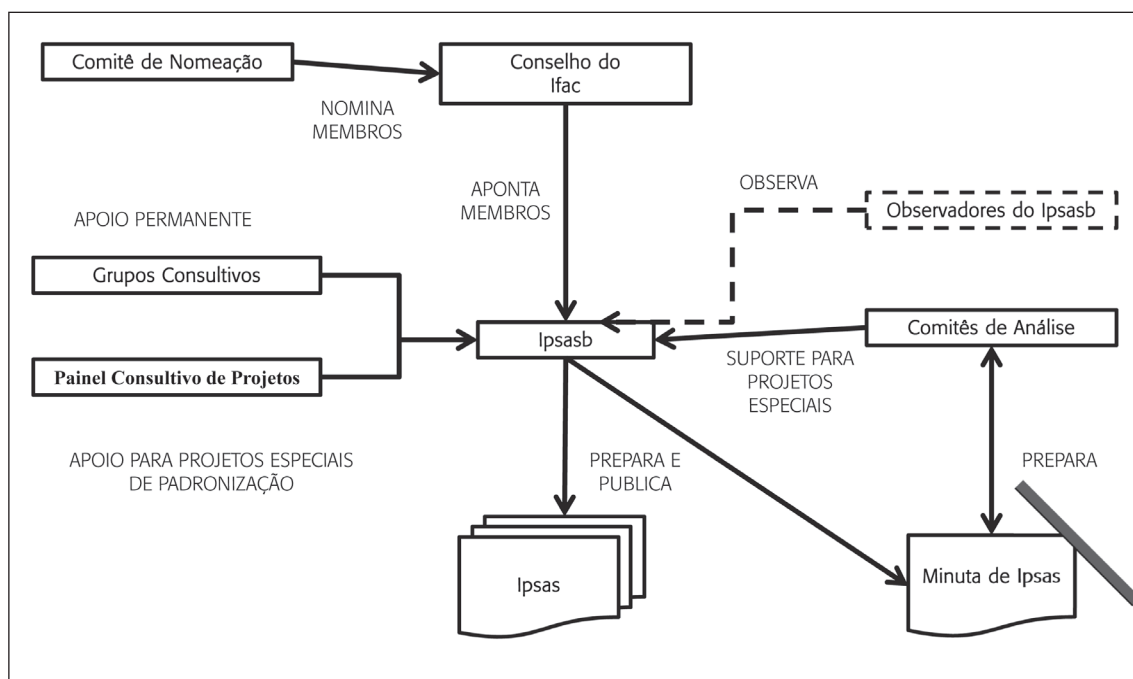 Comitê de Nomeação
Conselho do
Ifac
NOMINA
MEMBROS
APONTA
MEMBROS
OBSERVA
Observadores do Ipsasb
APOIO PERMANENTE
Grupos Consultivos
Ipsasb
Comitês de Análise
Painel Consultivo de Projetos
SUPORTE PARA
PROJETOS
ESPECIAIS
APOIO PARA PROJETOS ESPECIAIS
DE PADRONIZAÇÃO
PREPARA E
PUBLICA
PREPARA
Ipsas
Minuta de Ipsas